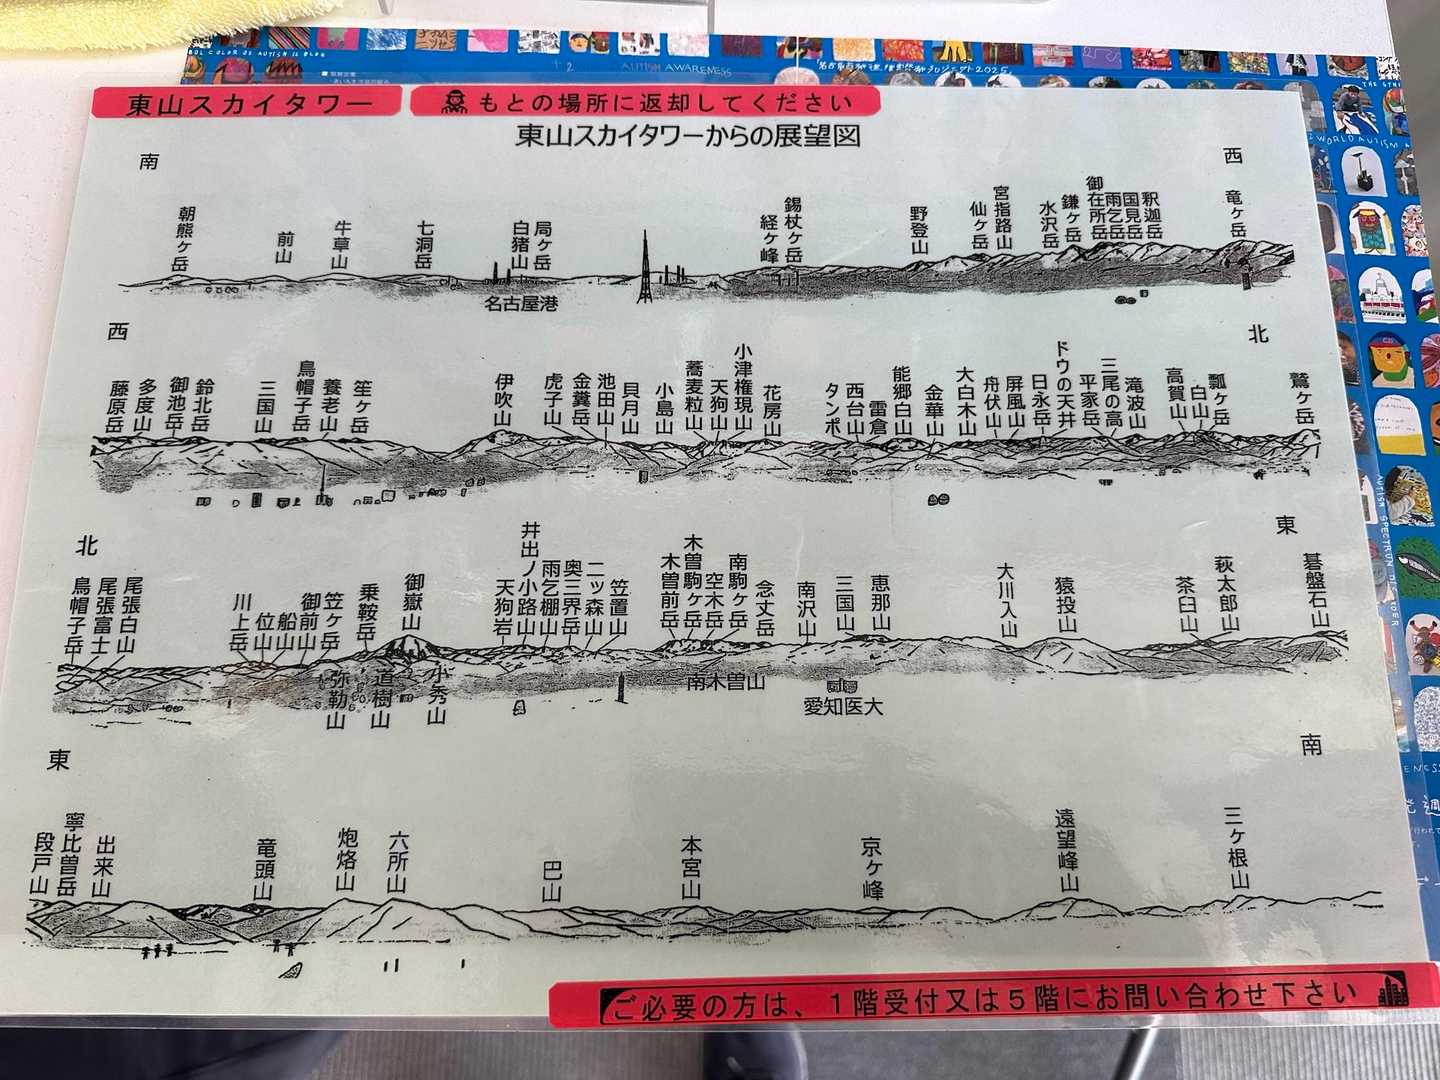 AUTISM AWARENESS
東山スカイタワー
もとの場所に返却してください
東山スカイタワーからの展望図
南
西
朝熊ヶ岳
前山
牛草山
七洞岳
白猪山
局ヶ岳
経ヶ峰
錫杖ヶ岳
野登山
仙ヶ岳
宮指路山
水沢岳
鎌ヶ岳
御在所岳
雨乞岳
国見岳
釈迦岳
竜ヶ岳
名古屋港
西
北
藤原岳
多度山
御池岳
鈴北岳
三国山
烏帽子岳
養老山
笙ヶ岳
伊吹山
虎子山
金糞岳
池田山
貝月山
小島山
蕎麦粒山
天狗山
小津権現山
花房山
タンポ
西台山
雷倉
能郷白山
金華山
大白木山
舟伏山
屏風山
日永岳
ドウの天井
平家岳
三尾の高
滝波山
高賀山
白山
瓢ヶ岳
鷲ヶ岳
北
東
烏帽子岳
尾張富士
尾張白山
川上岳
位山
船山
御前山
笠ヶ岳
乗鞍岳
御嶽山
天狗岩
井出ノ小路山
雨乞棚山
奥三界岳
二ッ森山
笠置山
木曽前岳
木曽駒ヶ岳
空木岳
南駒ヶ岳
念丈岳
南沢山
三国山
恵那山
大川入山
猿投山
茶臼山
萩太郎山
碁盤石山
弥勒山
道樹山
小秀山
南木曽山
愛知医大
東
南
段戸山
寧比曽岳
出来山
竜頭山
炮烙山
六所山
巴山
本宮山
京ヶ峰
遠望峰山
三ヶ根山
ご必要の方は、１階受付又は５階にお問い合わせ下さい